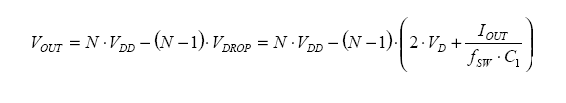 V_OUT = N · V_DD − (N − 1) · V_DROP = N · V_DD − (N − 1) · (2 · V_D + I_OUT / (f_SW · C_1))